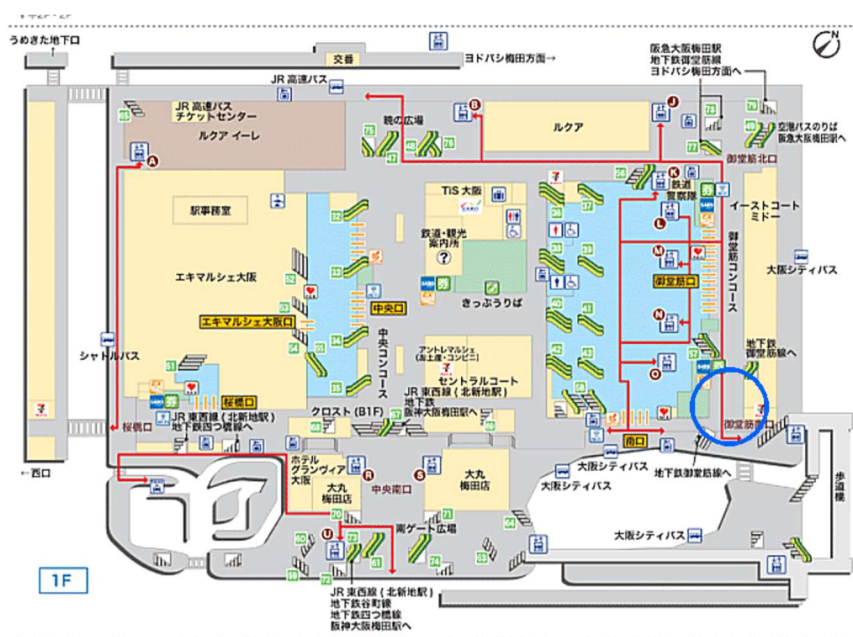 うめきた地下口
交番
ヨドバシ梅田方面→
阪急大阪梅田駅
地下鉄御堂筋線
ヨドバシ梅田方面へ
N
JR 高速バス
JR 高速バス
チケットセンター
ルクア イーレ
暁の広場
B
ルクア
J
空港バスのりば
阪急大阪梅田駅へ
御堂筋北口
A
K
鉄道
警察隊
TiS 大阪
駅事務室
鉄道・観光
案内所
?
L
イーストコート
ミドー
エキマルシェ大阪
M
御堂筋コンコース
大阪シティバス
きっぷうりば
御堂筋口
中央口
エキマルシェ大阪口
N
シャトルバス
中央コンコース
アントレマルシェ
(お土産・コンビニ)
セントラルコート
O
地下鉄
御堂筋線へ
桜橋口
桜橋口
JR 東西線（北新地駅）
地下鉄四つ橋線へ
クロスト (B1F)
JR 東西線（北新地駅）
地下鉄
阪神大阪梅田駅へ
南口
←西口
ホテル
グランヴィア
大阪
R
中央南口
S
大丸
梅田店
大丸
梅田店
大阪シティバス
大阪シティバス
地下鉄御堂筋線へ
歩道橋
U
南ゲート広場
大阪シティバス
1F
JR 東西線（北新地駅）
地下鉄谷町線
地下鉄四つ橋線
阪神大阪梅田駅へ